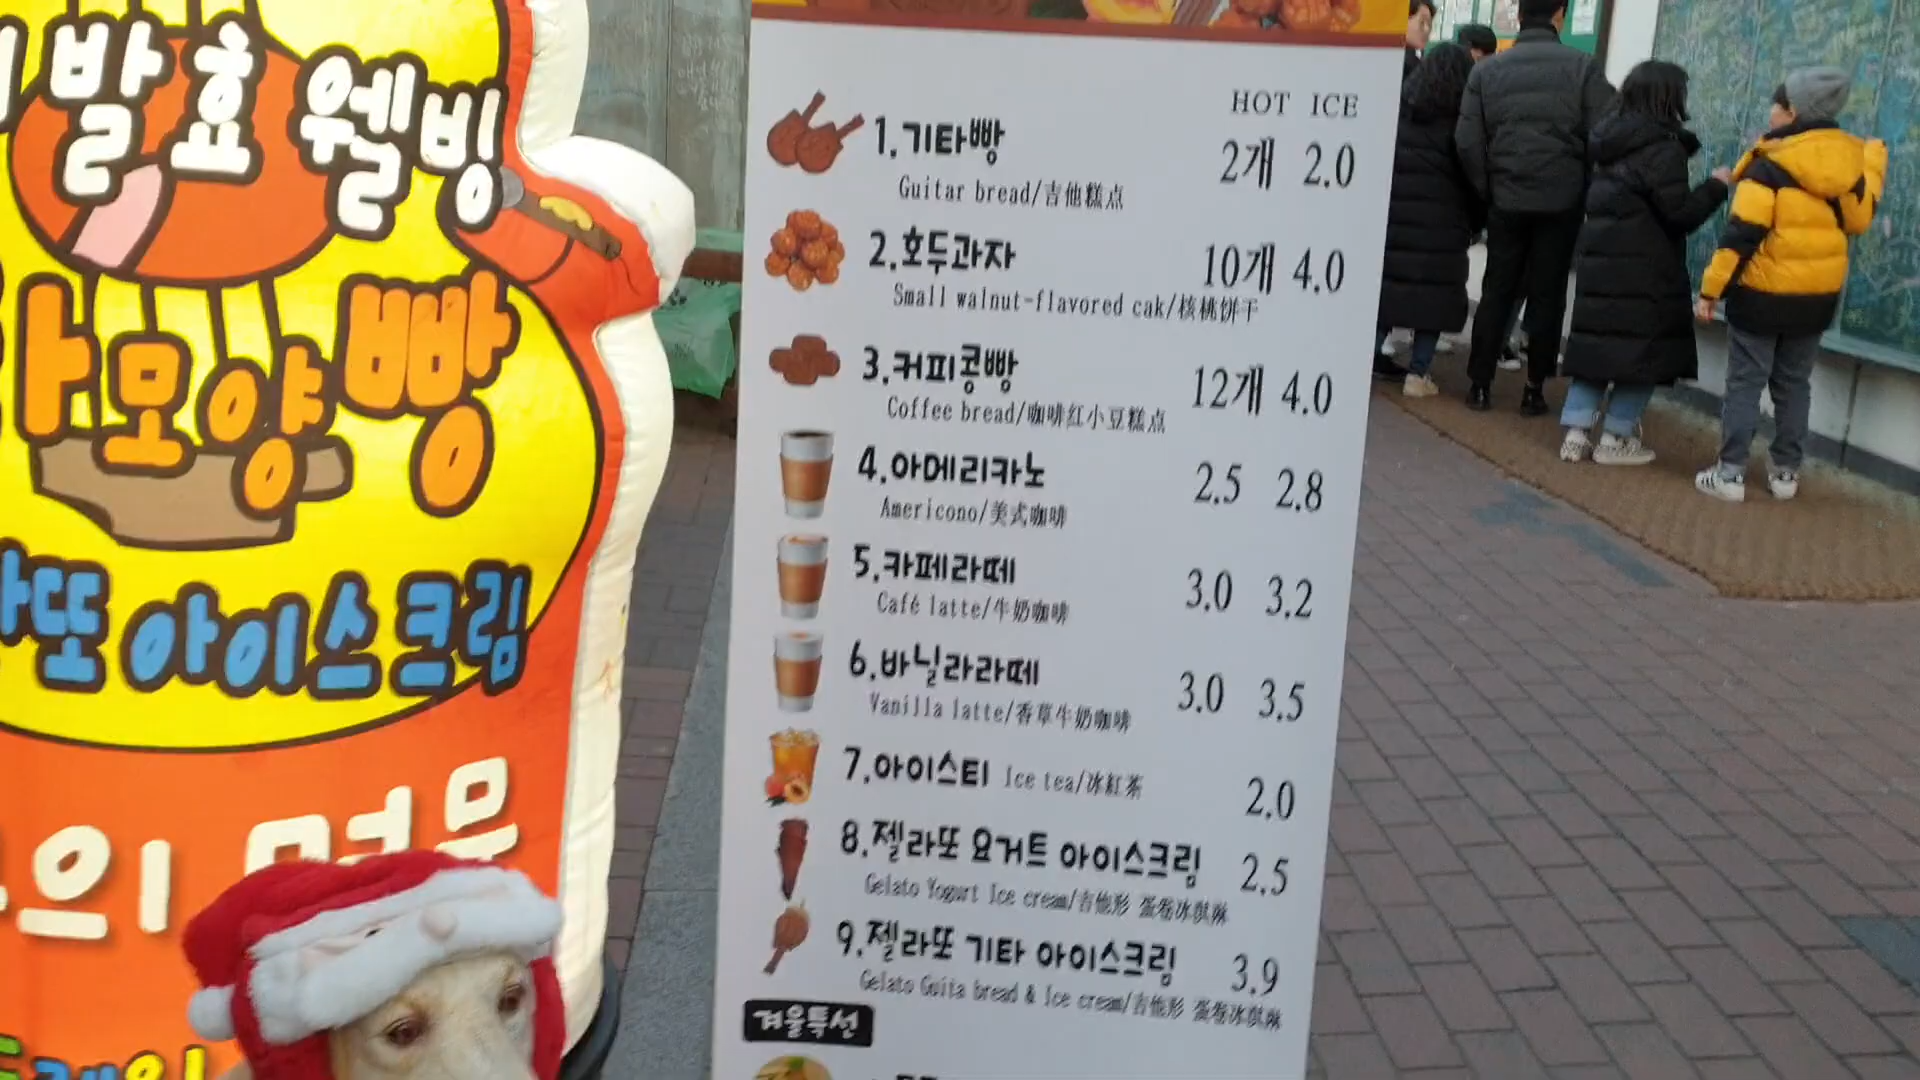 발효 웰빙
모양빵
또 아이스크림
의 명물
HOT ICE
1.기타빵 2개 2.0
Guitar bread/吉他糕点
2.호두과자 10개 4.0
Small walnut-flavored cak/核桃饼干
3.커피콩빵 12개 4.0
Coffee bread/咖啡红小豆糕点
4.아메리카노 2.5 2.8
Americono/美式咖啡
5.카페라떼 3.0 3.2
Café latte/牛奶咖啡
6.바닐라라떼 3.0 3.5
Vanilla latte/香草牛奶咖啡
7.아이스티 Ice tea/冰紅茶 2.0
8.젤라또 요거트 아이스크림 2.5
Gelato Yogurt Ice cream/吉他形 蛋卷冰淇淋
9.젤라또 기타 아이스크림 3.9
Gelato Guita bread & Ice cream/吉他形 蛋卷冰淇淋
겨울특선